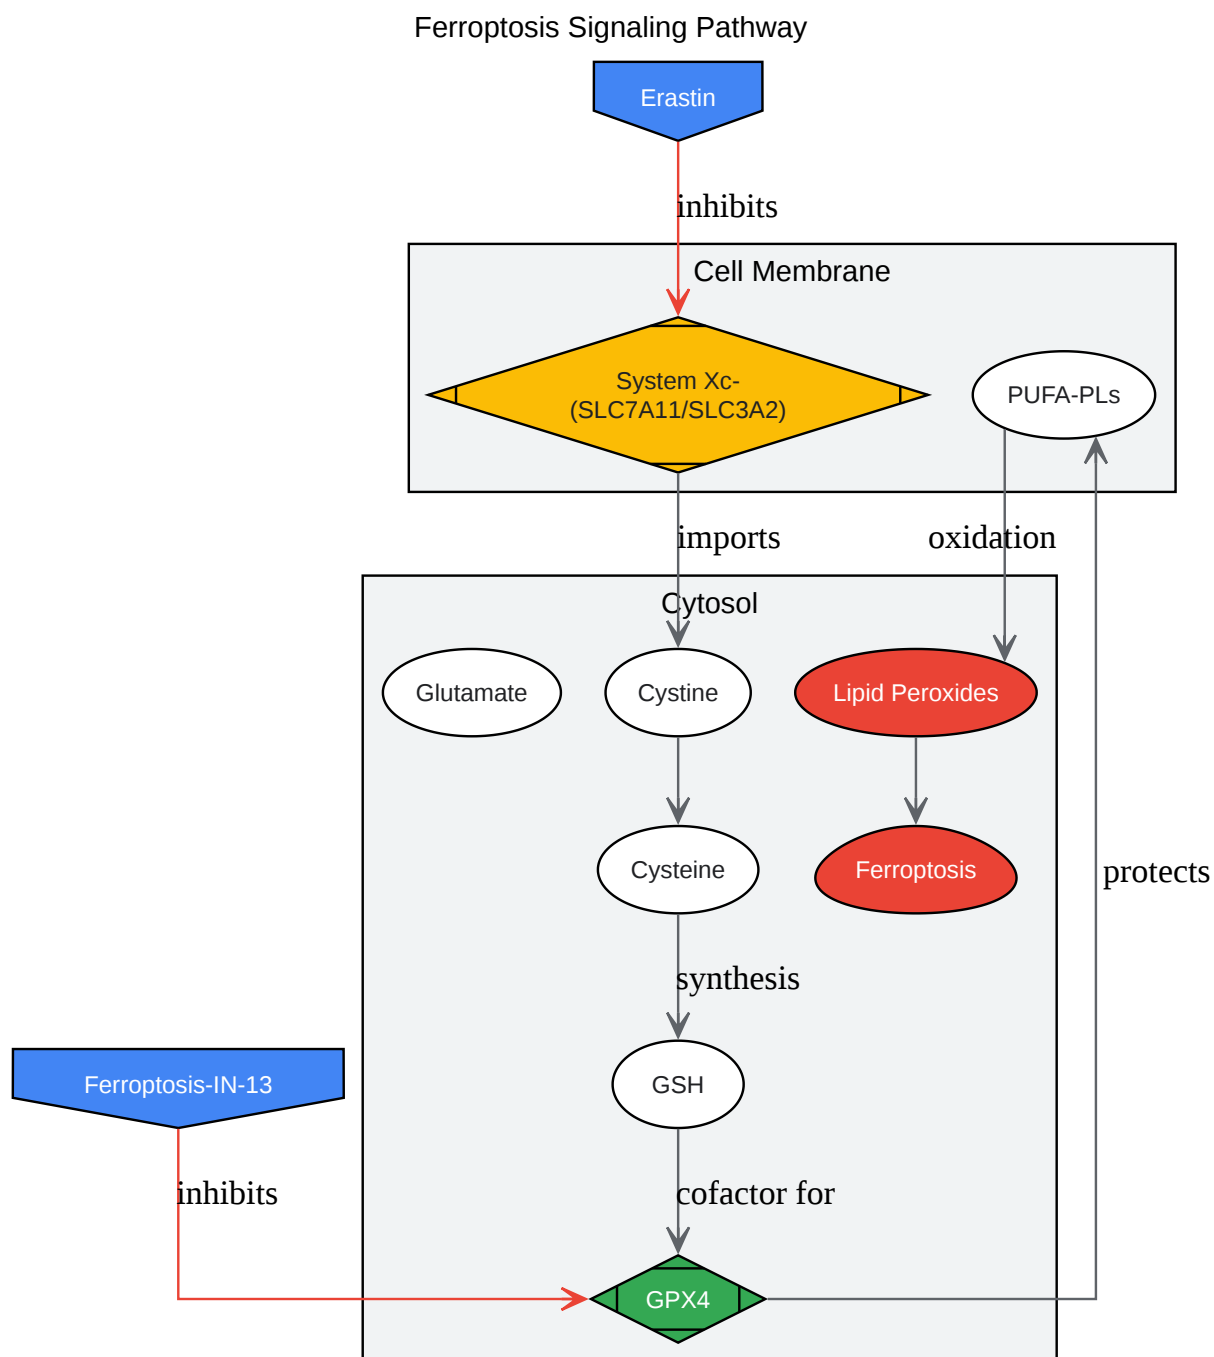 Ferroptosis Signaling Pathway
Erastin
inhibits
Cell Membrane
System Xc-
(SLC7A11/SLC3A2)
PUFA-PLs
imports
oxidation
Cytosol
Glutamate
Cystine
Lipid Peroxides
Cysteine
Ferroptosis
protects
synthesis
Ferroptosis-IN-13
GSH
inhibits
cofactor for
GPX4